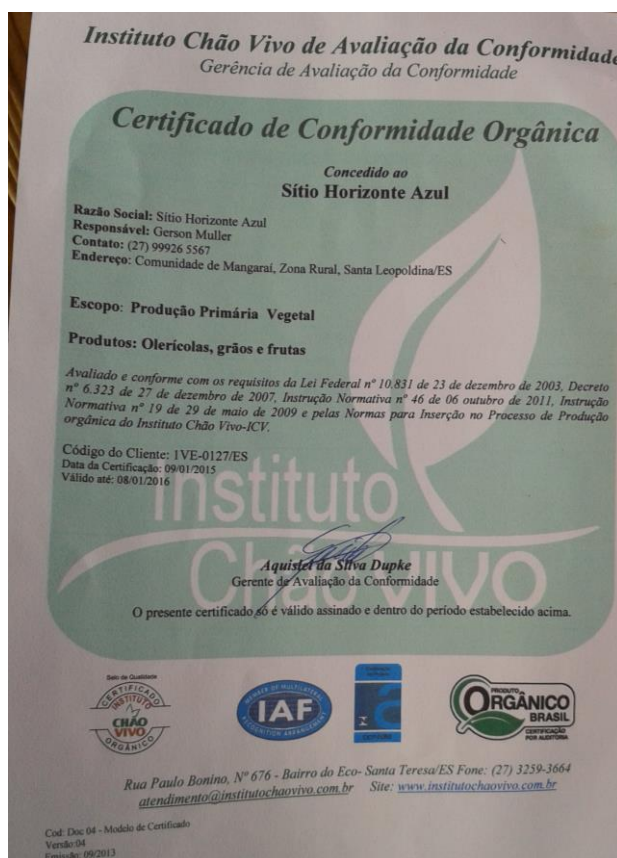 Instituto Chão Vivo de Avaliação da Conformidade
Gerência de Avaliação da Conformidade
Certificado de Conformidade Orgânica
Concedido ao
Sítio Horizonte Azul
Razão Social: Sítio Horizonte Azul
Responsável: Gerson Muller
Contato: (27) 99926 5567
Endereço: Comunidade de Mangaraí, Zona Rural, Santa Leopoldina/ES
Escopo: Produção Primária Vegetal
Produtos: Olerícolas, grãos e frutas
Avaliado e conforme com os requisitos da Lei Federal nº 10.831 de 23 de dezembro de 2003, Decreto
nº 6.323 de 27 de dezembro de 2007, Instrução Normativa nº 46 de 06 outubro de 2011, Instrução
Normativa nº 19 de 29 de maio de 2009 e pelas Normas para Inserção no Processo de Produção
orgânica do Instituto Chão Vivo-ICV.
Código do Cliente: 1VE-0127/ES
Data da Certificação: 09/01/2015
Válido até: 08/01/2016
Instituto
Chão VIVO
Aquistel da Silva Dupke
Gerente de Avaliação da Conformidade
O presente certificado só é válido assinado e dentro do período estabelecido acima.
Selo de Qualidade
CERTIFICADO
INSTITUTO
CHÃO
VIVO
ORGÂNICO
MEMBER OF MULTILATERAL
IAF
RECOGNITION ARRANGEMENT
PRODUTO
ORGÂNICO
BRASIL
CERTIFICAÇÃO
POR AUDITORIA
Rua Paulo Bonino, Nº 676 - Bairro do Eco- Santa Teresa/ES Fone: (27) 3259-3664
atendimento@institutochaovivo.com.br Site: www.institutochaovivo.com.br
Cod: Doc 04 - Modelo de Certificado
Versão:04
Emissão: 09/2013